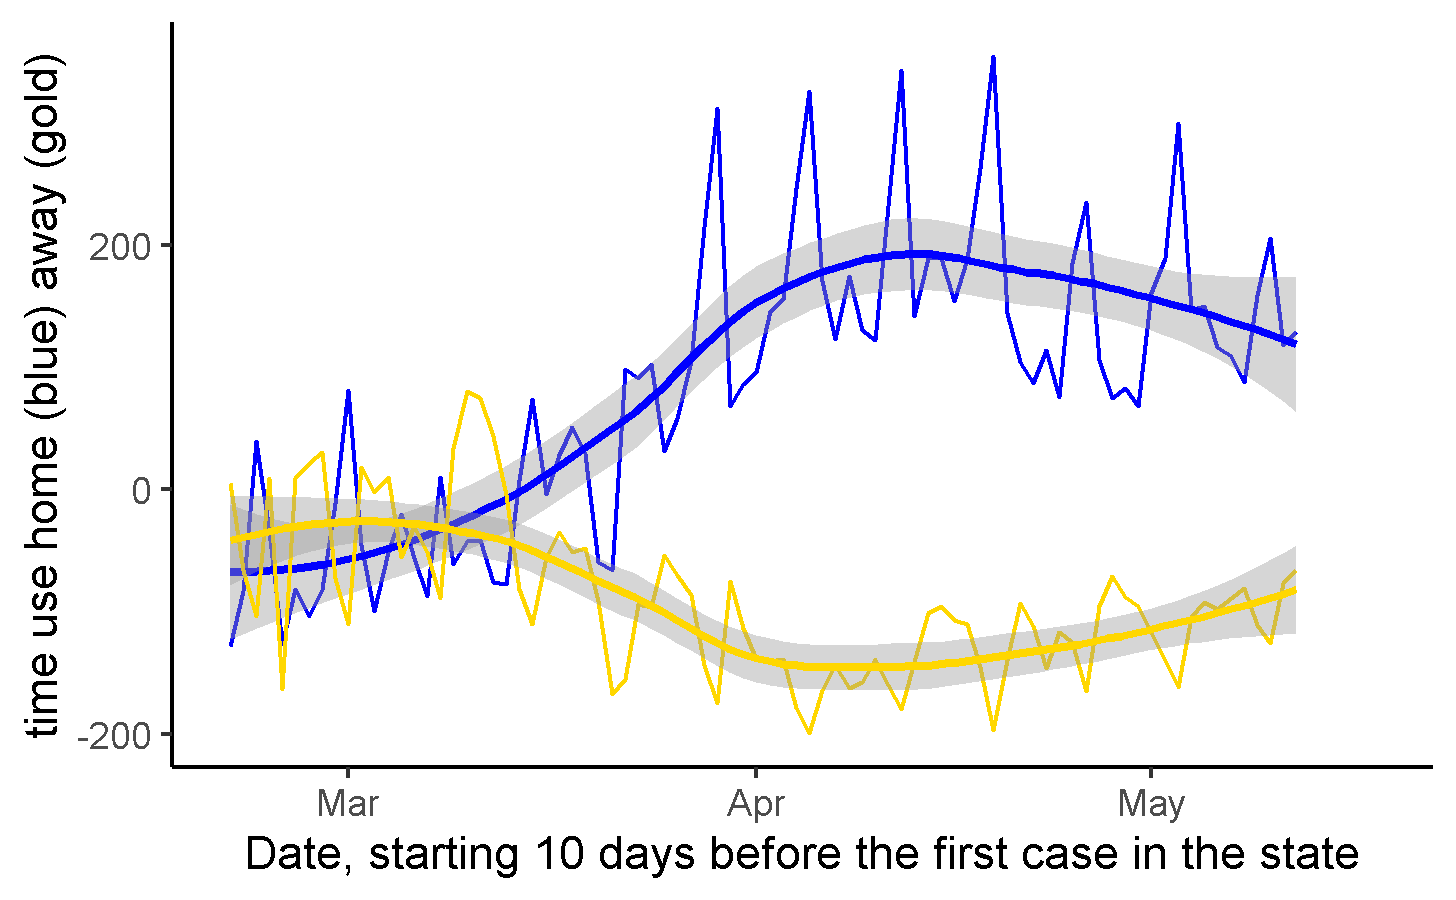 time use home (blue) away (gold)
200
0
-200
Mar Apr May
Date, starting 10 days before the first case in the state